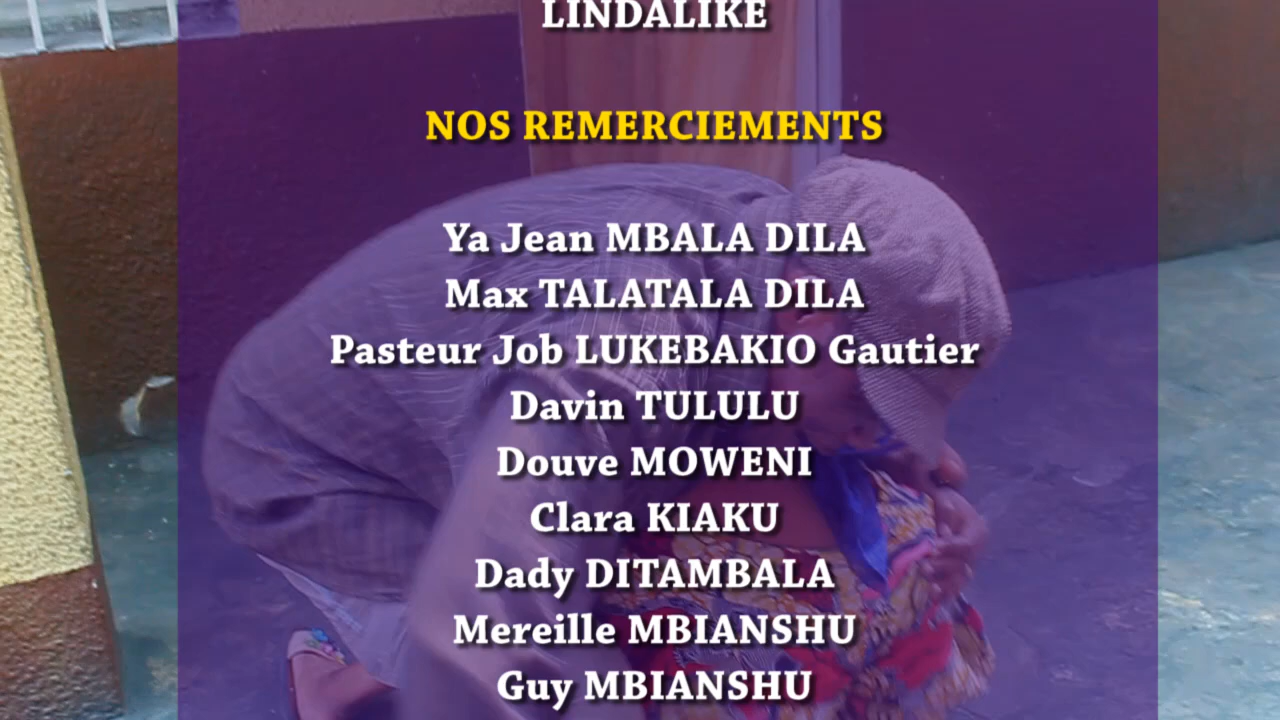 LINDALIKE
NOS REMERCIEMENTS
Ya Jean MBALA DILA
Max TALATALA DILA
Pasteur Job LUKEBAKIO Gautier
Davin TULULU
Douve MOWENI
Clara KIAKU
Dady DITAMBALA
Mereille MBIANSHU
Guy MBIANSHU